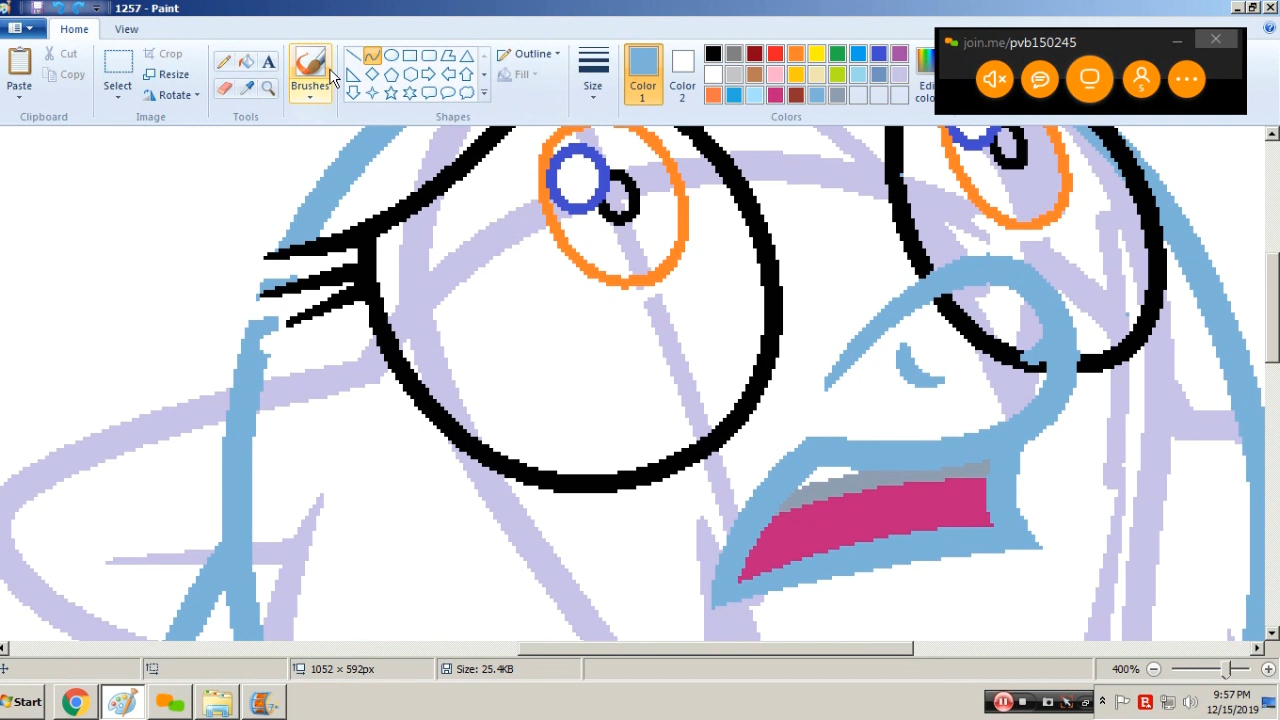 1257 - Paint
Home
View
join.me/pvb150245
Paste
Cut
Copy
Clipboard
Select
Crop
Resize
Rotate
Image
Tools
Brushes
Outline
Fill
Shapes
Size
Color 1
Color 2
Colors
Edit
1052 × 592px
Size: 25.4KB
400%
Start
9:57 PM
12/15/2019